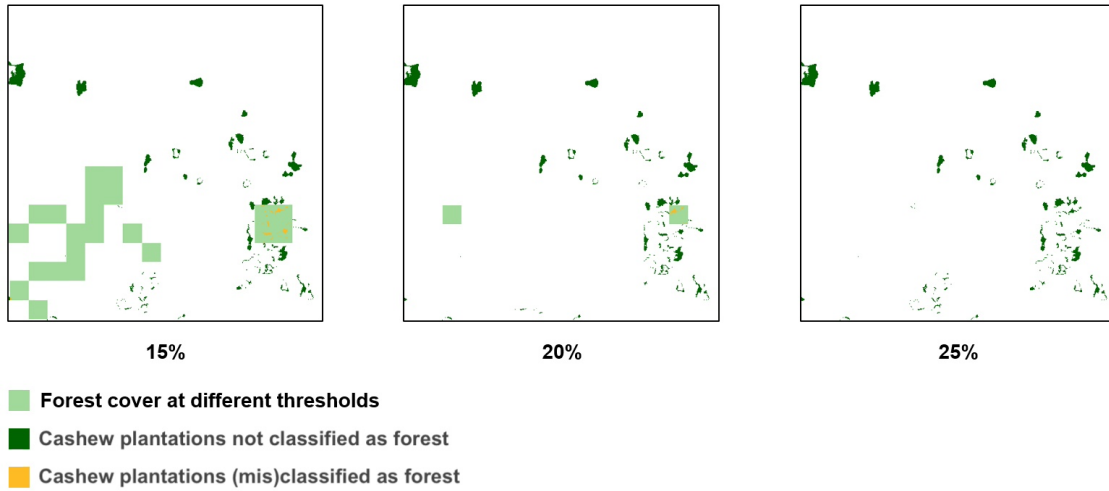 15%
20%
25%
Forest cover at different thresholds
Cashew plantations not classified as forest
Cashew plantations (mis)classified as forest